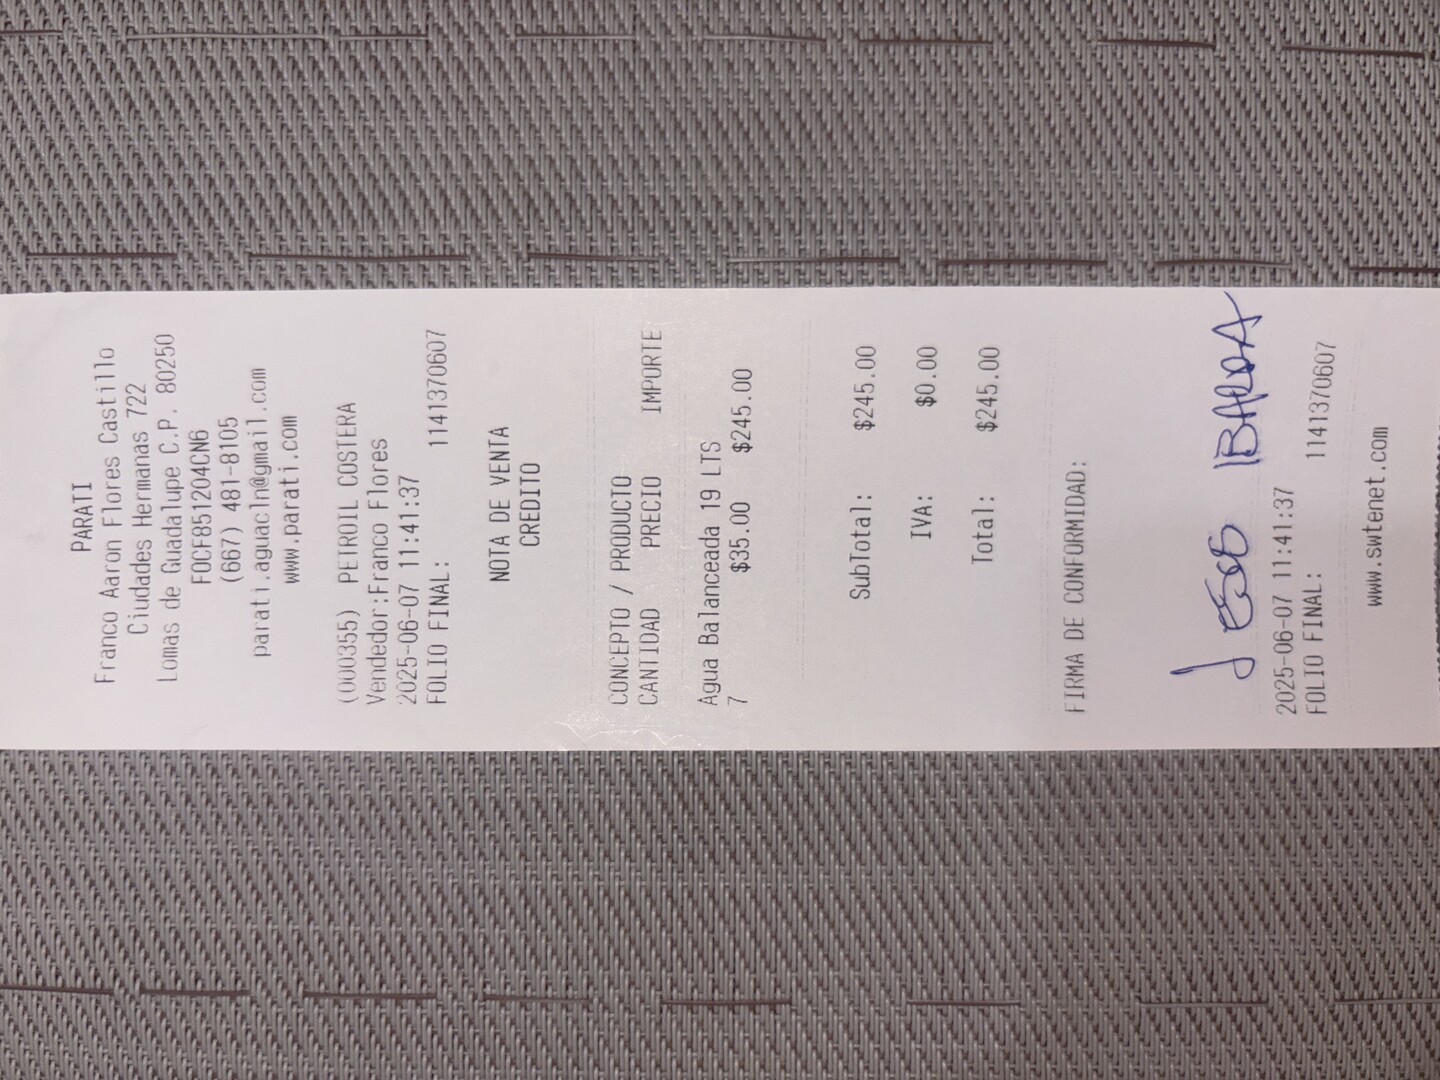 PARATI
Franco Aaron Flores Castillo
Ciudades Hermanas 722
Lomas de Guadalupe C.P. 80250
FOCF851204CN6
(667) 481-8105
parati.aguacln@gmail.com
www.parati.com
(000355) PETROIL COSTERA
Vendedor:Franco Flores
2025-06-07 11:41:37
FOLIO FINAL: 1141370607
NOTA DE VENTA
CREDITO
CONCEPTO / PRODUCTO
CANTIDAD PRECIO IMPORTE
Agua Balanceada 19 LTS
7 $35.00 $245.00
SubTotal: $245.00
IVA: $0.00
Total: $245.00
FIRMA DE CONFORMIDAD:
IBARRA
2025-06-07 11:41:37
FOLIO FINAL: 1141370607
www.swtenet.com